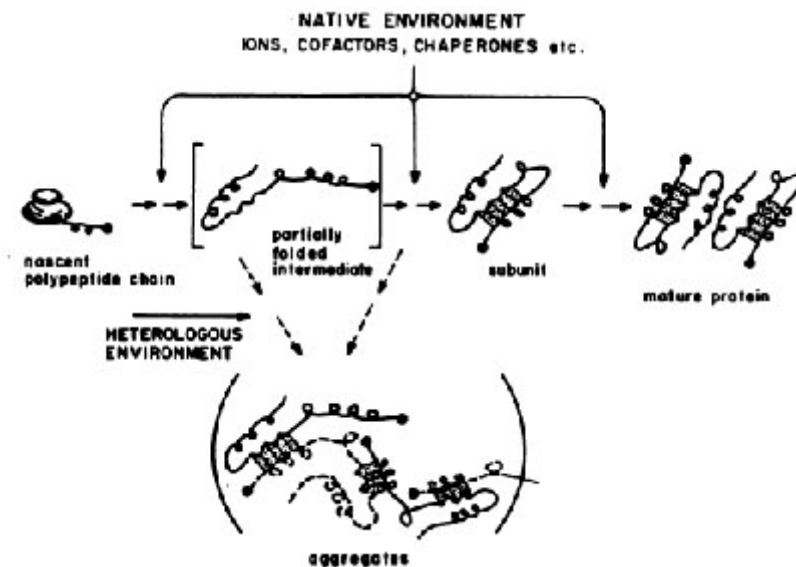 NATIVE ENVIRONMENT
IONS, COFACTORS, CHAPERONES etc.
nascent
polypeptide chain
partially
folded
intermediate
subunit
mature protein
HETEROLOGOUS
ENVIRONMENT
aggregates